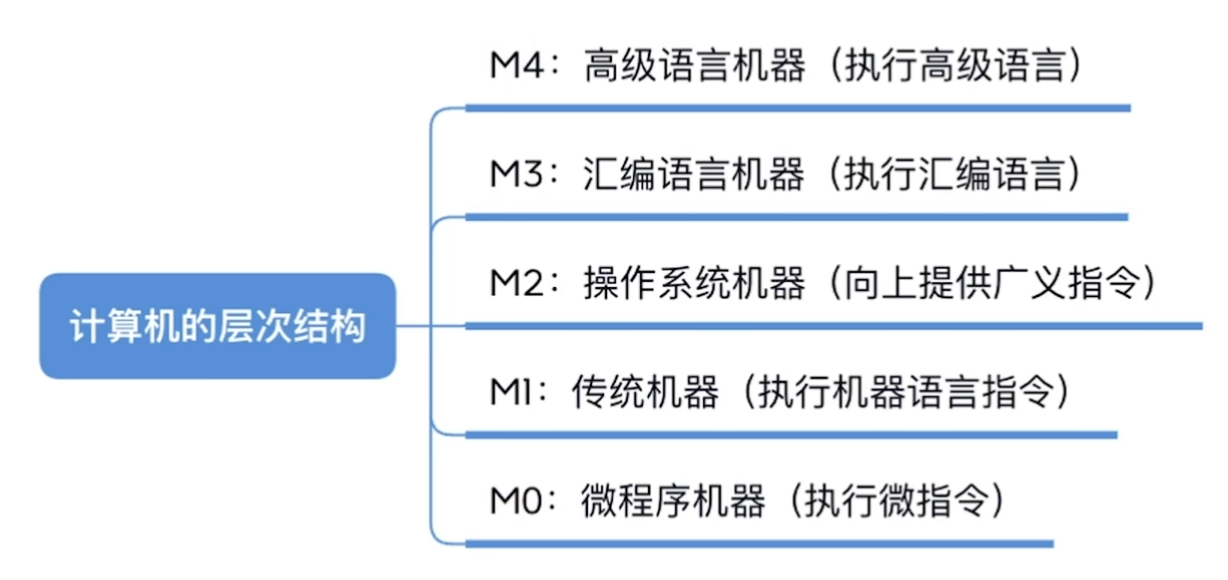 M4：高级语言机器（执行高级语言）
M3：汇编语言机器（执行汇编语言）
M2：操作系统机器（向上提供广义指令）
计算机的层次结构
M1：传统机器（执行机器语言指令）
M0：微程序机器（执行微指令）